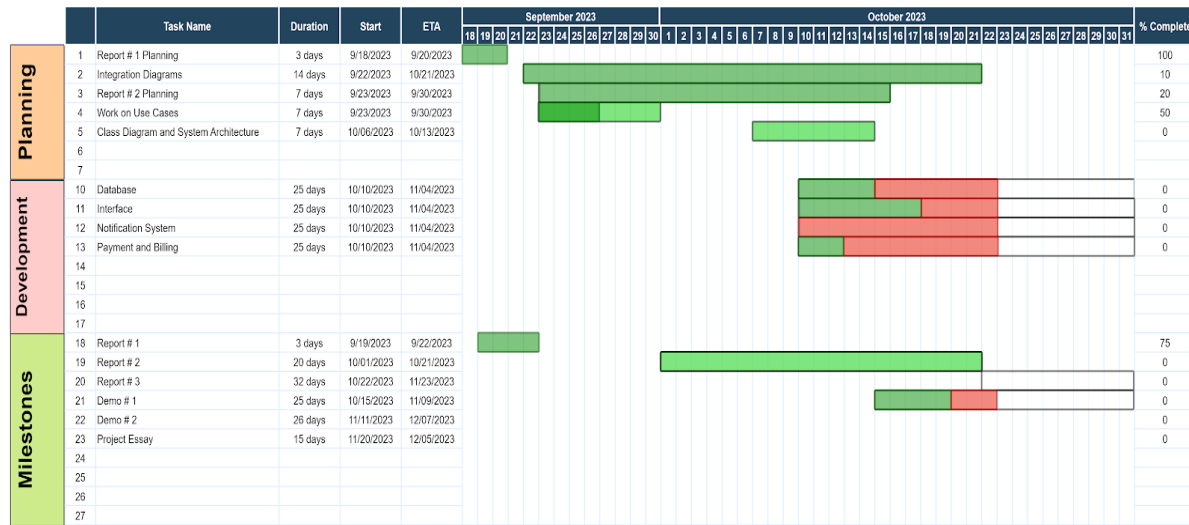 September 2023 October 2023
Task Name Duration Start ETA % Complete
18 19 20 21 22 23 24 25 26 27 28 29 30 1 2 3 4 5 6 7 8 9 10 11 12 13 14 15 16 17 18 19 20 21 22 23 24 25 26 27 28 29 30 31
Planning
1 Report # 1 Planning 3 days 9/18/2023 9/20/2023 100
2 Integration Diagrams 14 days 9/22/2023 10/21/2023 10
3 Report # 2 Planning 7 days 9/23/2023 9/30/2023 20
4 Work on Use Cases 7 days 9/23/2023 9/30/2023 50
5 Class Diagram and System Architecture 7 days 10/06/2023 10/13/2023 0
6
7
Development
10 Database 25 days 10/10/2023 11/04/2023 0
11 Interface 25 days 10/10/2023 11/04/2023 0
12 Notification System 25 days 10/10/2023 11/04/2023 0
13 Payment and Billing 25 days 10/10/2023 11/04/2023 0
14
15
16
17
Milestones
18 Report # 1 3 days 9/19/2023 9/22/2023 75
19 Report # 2 20 days 10/01/2023 10/21/2023 0
20 Report # 3 32 days 10/22/2023 11/23/2023 0
21 Demo # 1 25 days 10/15/2023 11/09/2023 0
22 Demo # 2 26 days 11/11/2023 12/07/2023 0
23 Project Essay 15 days 11/20/2023 12/05/2023 0
24
25
26
27